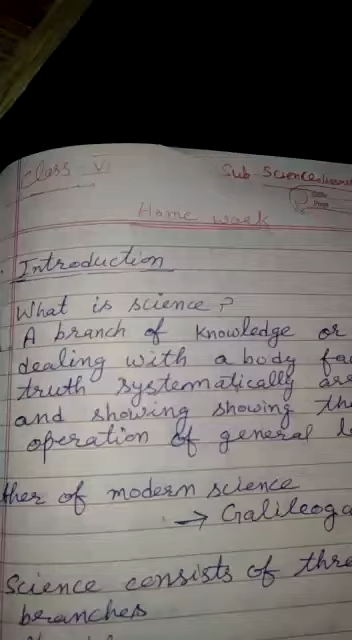 Class - VI
Sub- Science
Home work
Introduction
What is science?
A branch of knowledge or
dealing with a body
truth systematically
and showing showing
operation of general
of modern science
→
Science consists of
branches